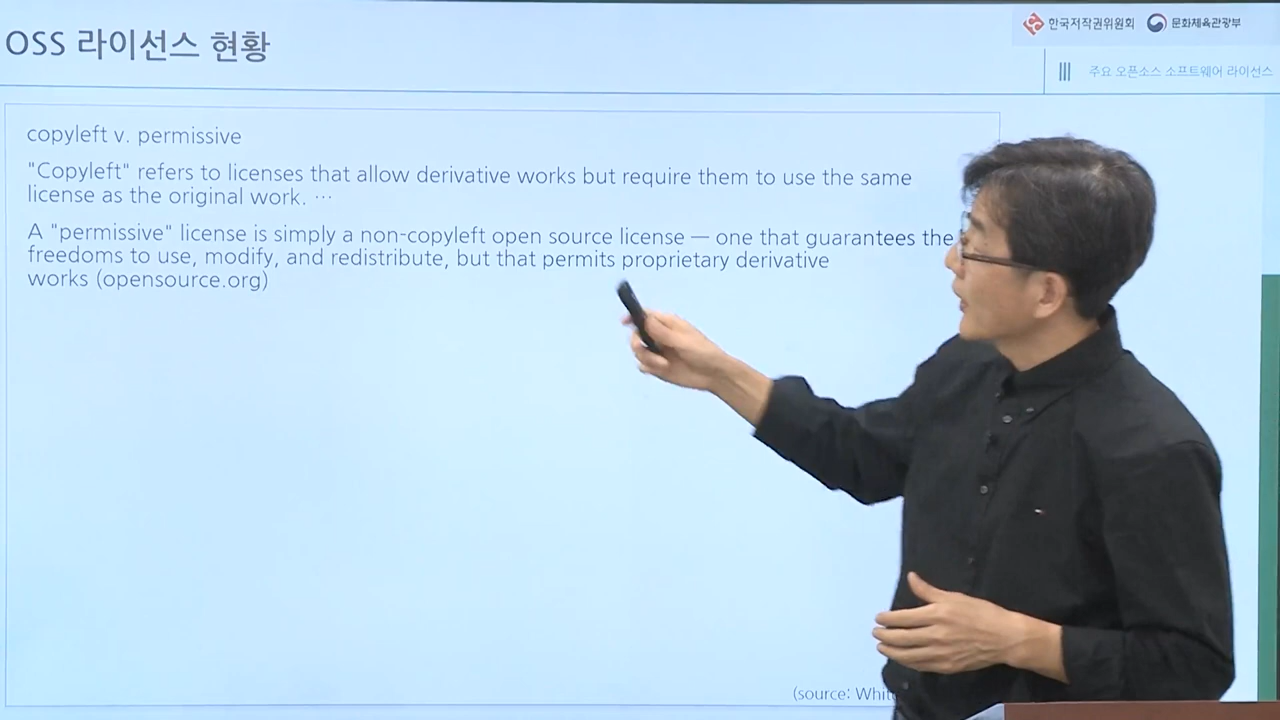 OSS 라이선스 현황
한국저작권위원회 문화체육관광부
주요 오픈소스 소프트웨어 라이선스
copyleft v. permissive
"Copyleft" refers to licenses that allow derivative works but require them to use the same
license as the original work. …
A "permissive" license is simply a non-copyleft open source license — one that guarantees the
freedoms to use, modify, and redistribute, but that permits proprietary derivative
works (opensource.org)
(source: